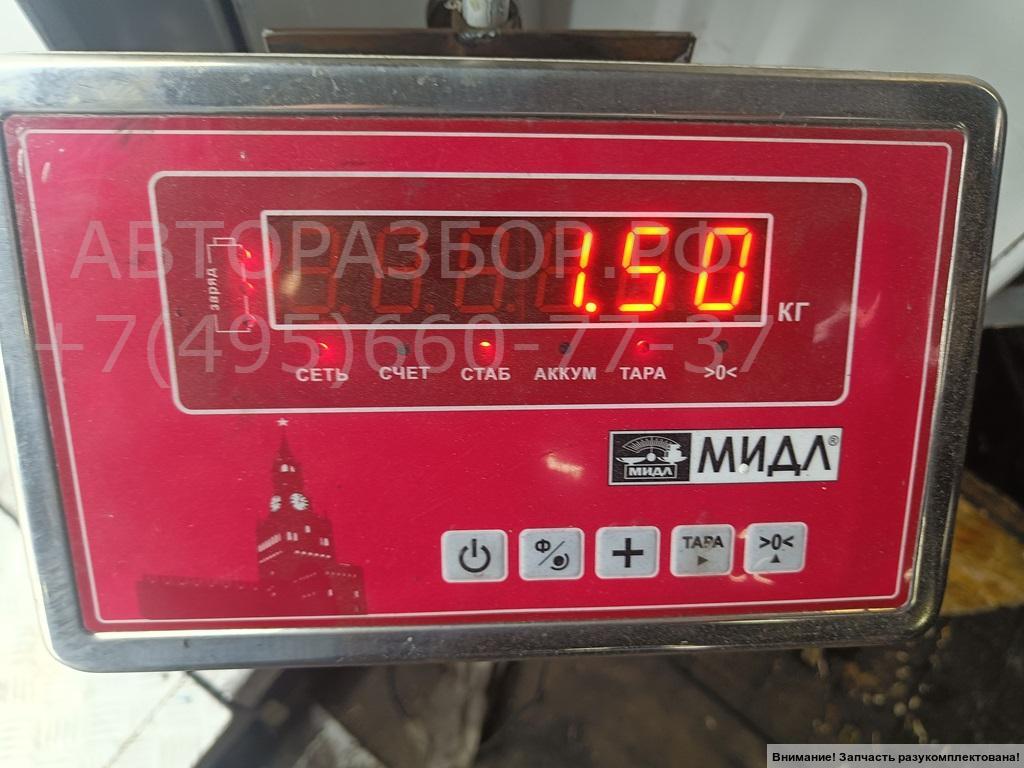 АВТОРАЗБОР.РФ
+7(495)660-77-37
заряд
1.50
КГ
СЕТЬ СЧЕТ СТАБ АККУМ ТАРА >0<
МИДЛ МИДЛ®
Ф + ТАРА >0<
Внимание! Запчасть разукомплектована!